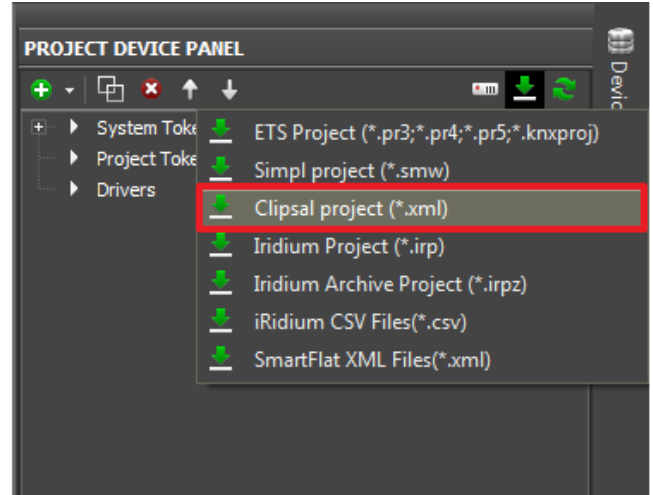 PROJECT DEVICE PANEL
System Toke
Project Toke
Drivers
ETS Project (*.pr3;*.pr4;*.pr5;*.knxproj)
Simpl project (*.smw)
Clipsal project (*.xml)
Iridium Project (*.irp)
Iridium Archive Project (*.irpz)
iRidium CSV Files(*.csv)
SmartFlat XML Files(*.xml)
Devic